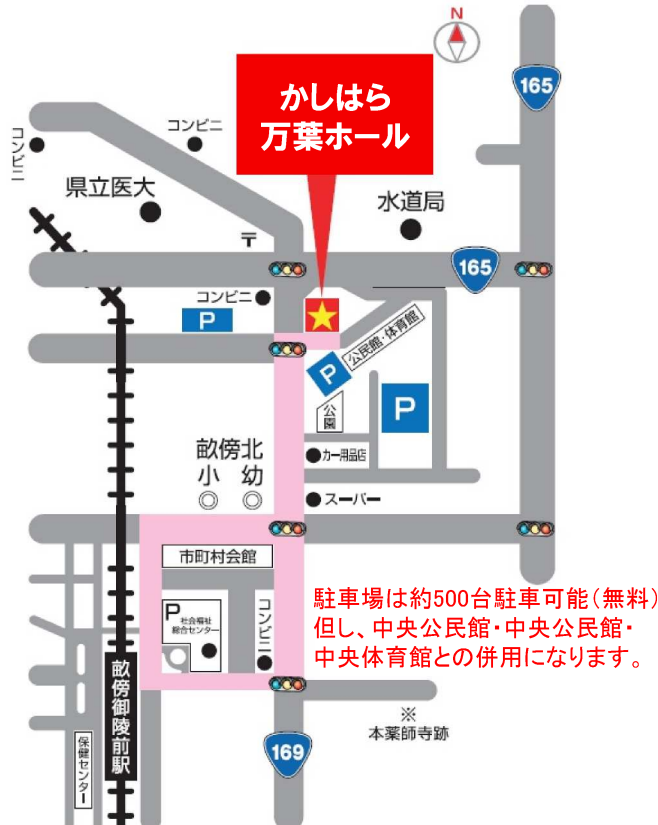 N
165
かしはら
万葉ホール
コンビニ
コンビニ
県立医大
水道局
〒
165
コンビニ
P
公民館・体育館
P
P
公園
畝傍北
小 幼
カー用品店
スーパー
市町村会館
P
社会福祉
総合センター
コンビニ
駐車場は約500台駐車可能(無料)
但し、中央公民館・中央公民館・
中央体育館との併用になります。
畝傍御陵前駅
※
本薬師寺跡
保健センター
169